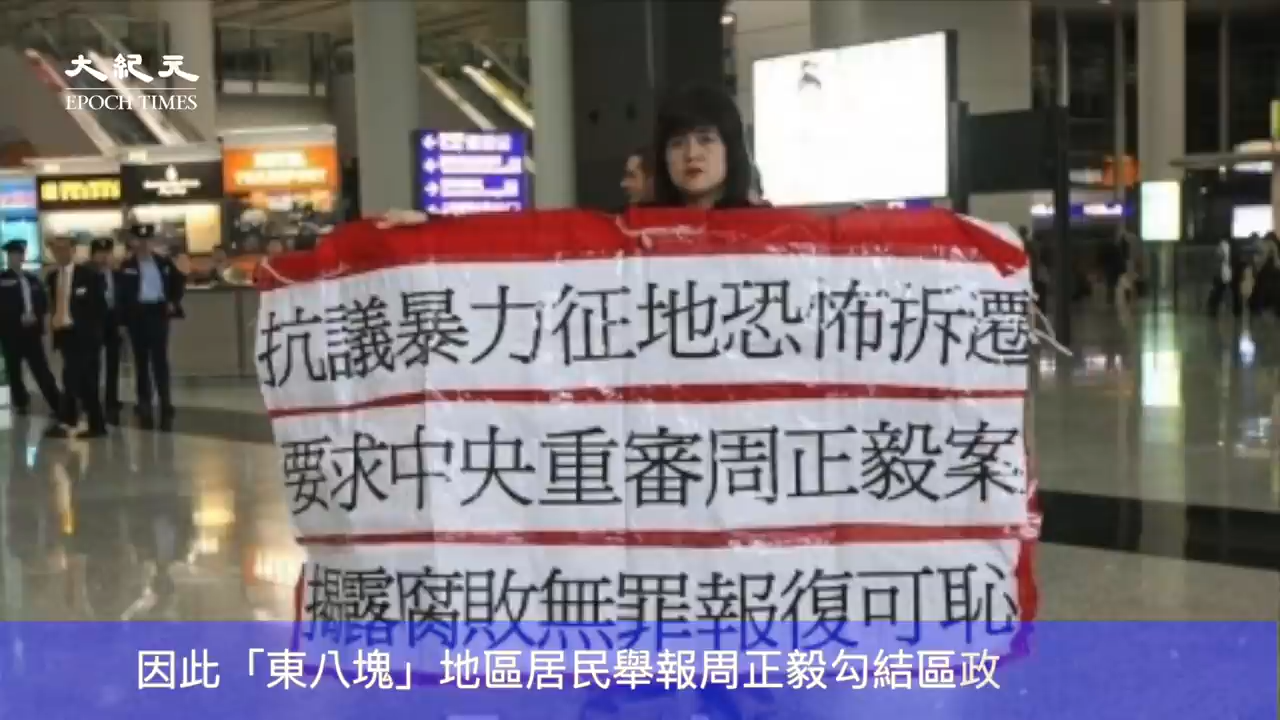 大紀元
EPOCH TIMES
抗議暴力征地恐怖拆遷
要求中央重審周正毅案
揭露腐敗無罪報復可恥
因此「東八塊」地區居民舉報周正毅勾結區政